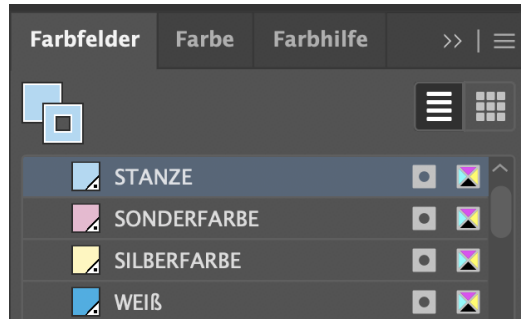 Farbfelder Farbe Farbhilfe
STANZE
SONDERFARBE
SILBERFARBE
WEIß